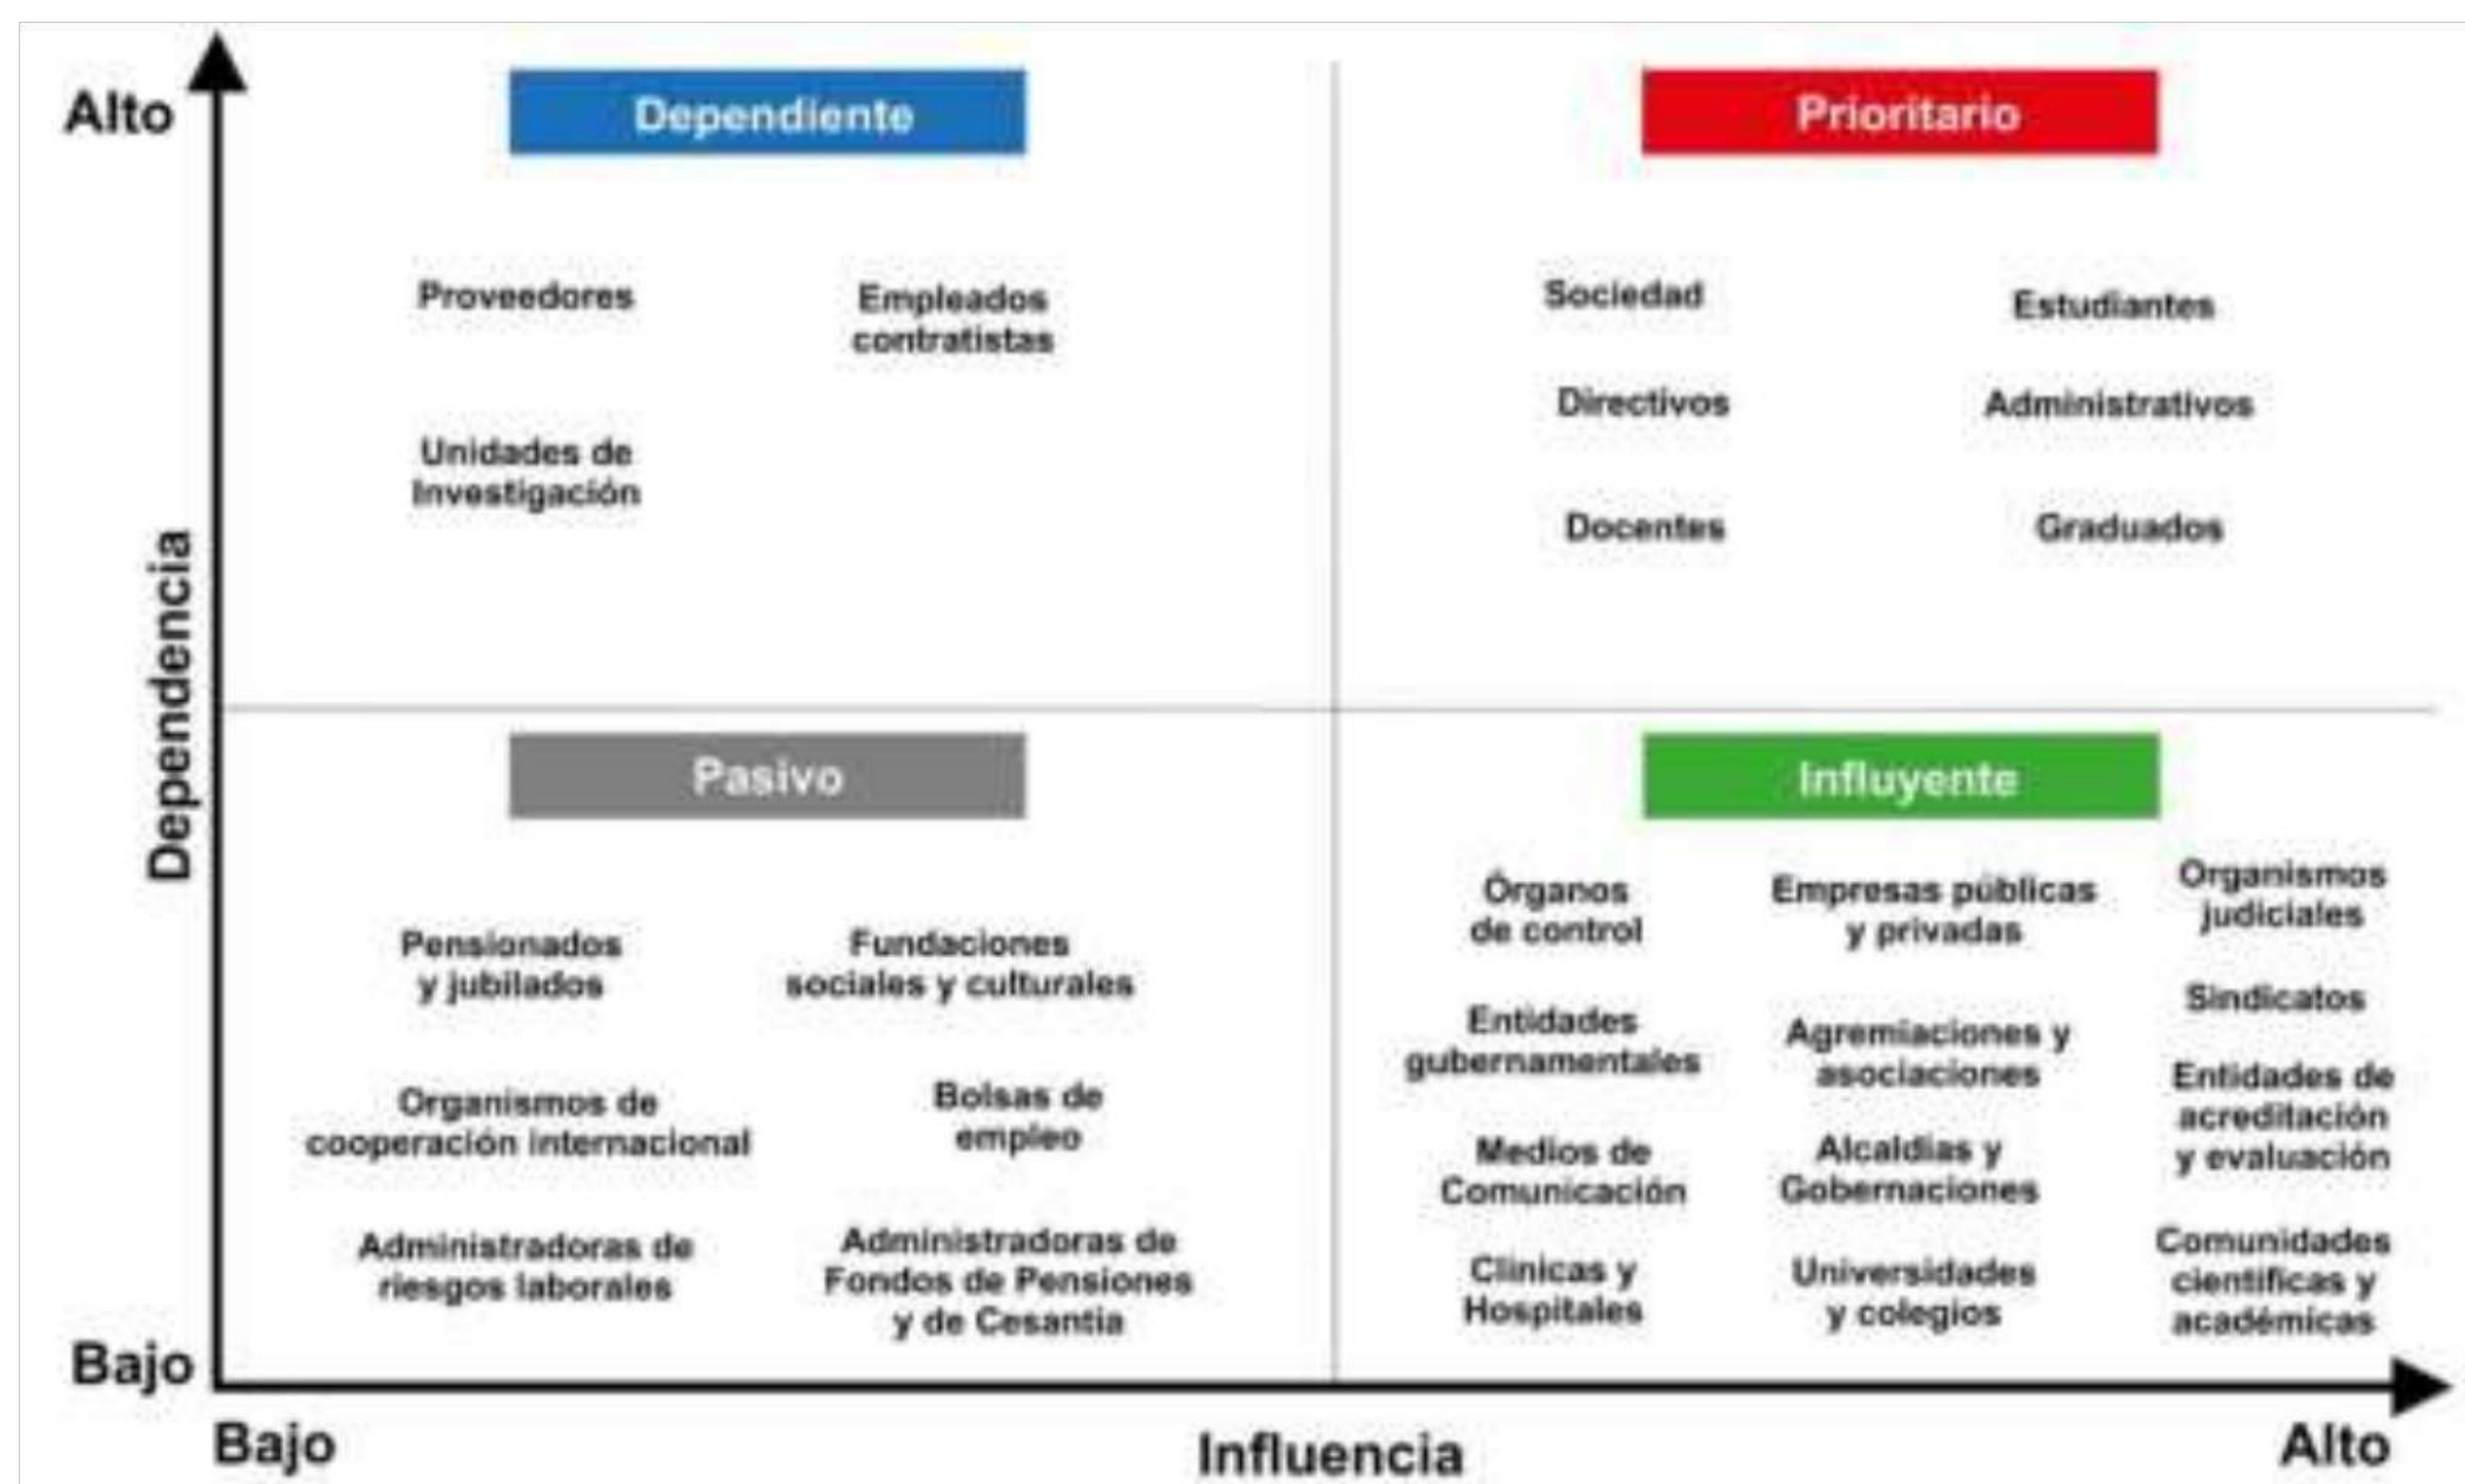 Alto
Dependiente
Prioritario
Proveedores
Empleados
contratistas
Unidades de
Investigación
Sociedad
Estudiantes
Directivos
Administrativos
Docentes
Graduados
Dependencia
Pasivo
Influyente
Pensionados
y jubilados
Fundaciones
sociales y culturales
Organismos de
cooperación internacional
Bolsas de
empleo
Administradoras de
riesgos laborales
Administradoras de
Fondos de Pensiones
y de Cesantia
Órganos
de control
Empresas públicas
y privadas
Organismos
judiciales
Entidades
gubernamentales
Agremiaciones y
asociaciones
Sindicatos
Entidades de
acreditación
y evaluación
Medios de
Comunicación
Alcaldias y
Gobernaciones
Clínicas y
Hospitales
Universidades
y colegios
Comunidades
científicas y
académicas
Bajo
Bajo
Influencia
Alto